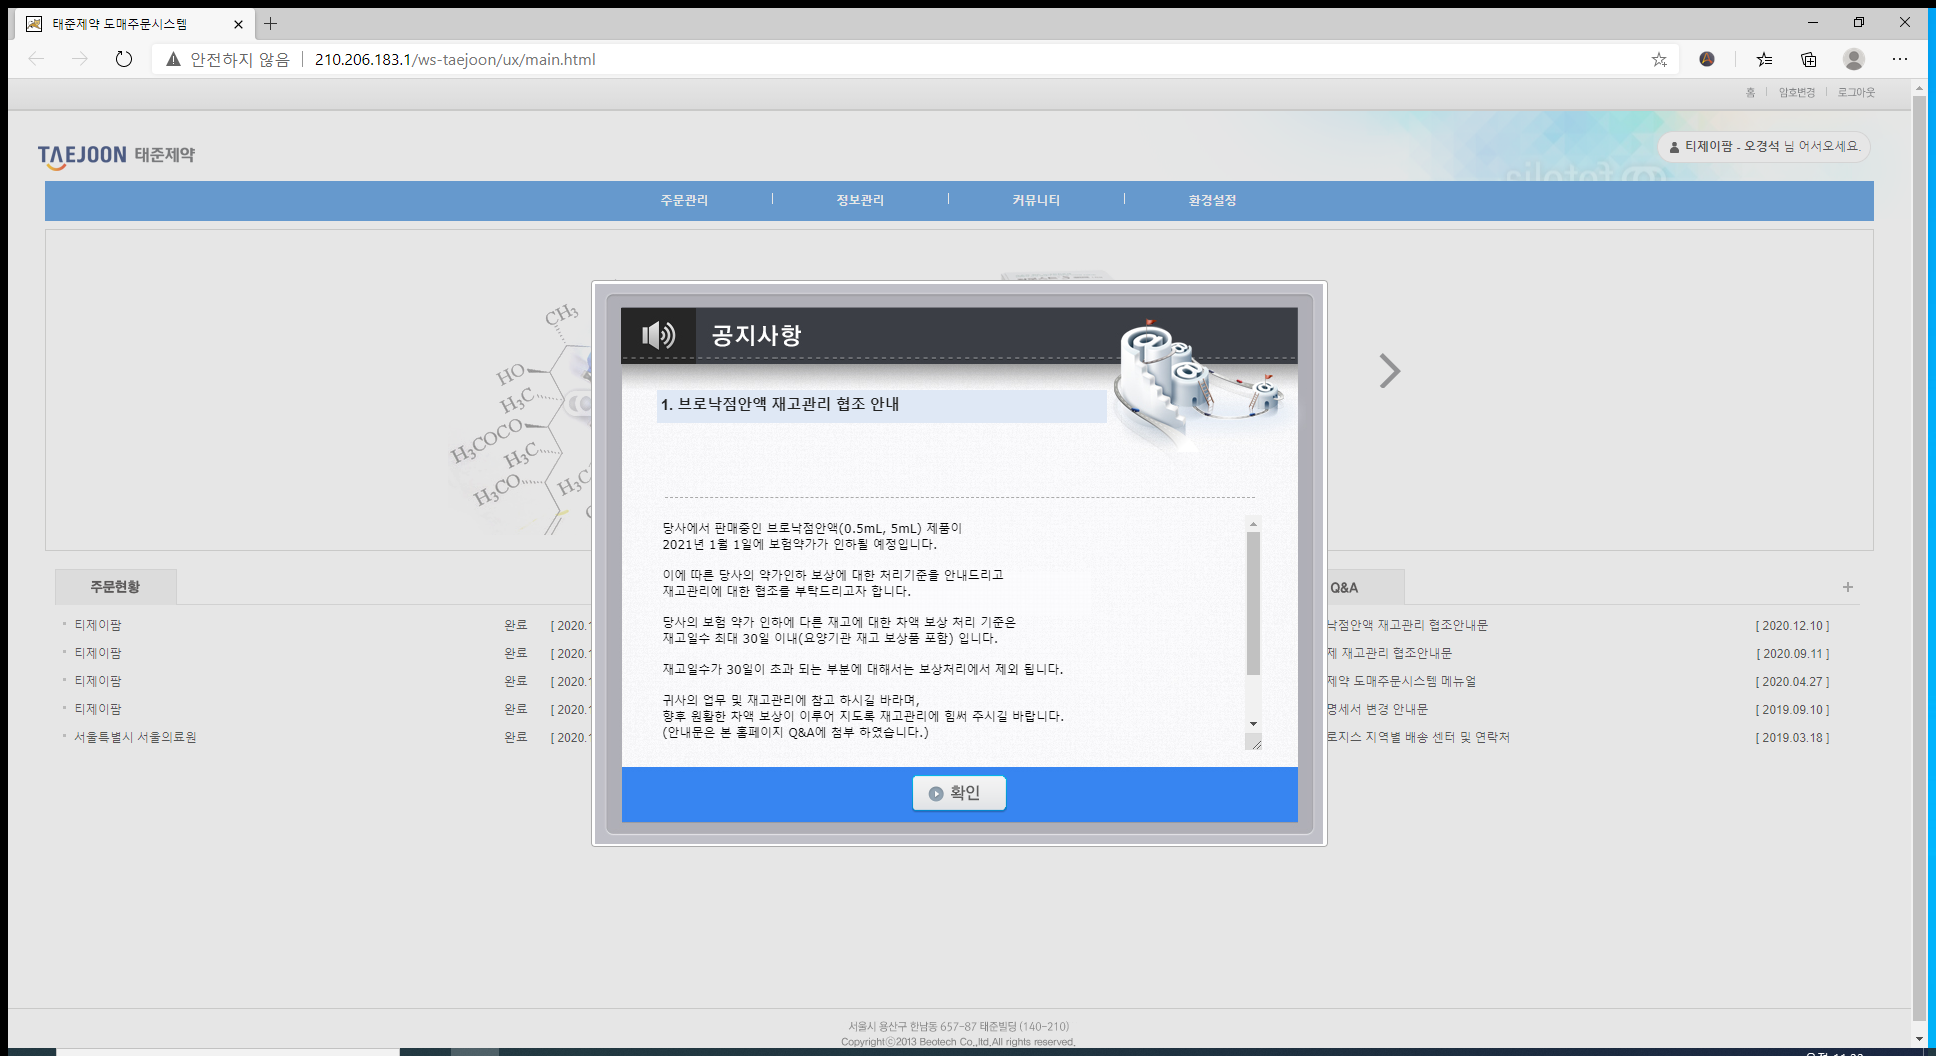 태준제약 도매주문시스템
안전하지 않음
210.206.183.1/ws-taejoon/ux/main.html
홈
암호변경
로그아웃
TAEJOON 태준제약
티제이팜 - 오경석 님 어서오세요.
주문관리
정보관리
커뮤니티
환경설정
CH3
HO
H3C
H3COCO
H3C
H3CO
H3C
공지사항
1. 브로낙점안액 재고관리 협조 안내
당사에서 판매중인 브로낙점안액(0.5mL, 5mL) 제품이
2021년 1월 1일에 보험약가가 인하될 예정입니다.
이에 따른 당사의 약가인하 보상에 대한 처리기준을 안내드리고
재고관리에 대한 협조를 부탁드리고자 합니다.
당사의 보험 약가 인하에 다른 재고에 대한 차액 보상 처리 기준은
재고일수 최대 30일 이내(요양기관 재고 보상품 포함) 입니다.
재고일수가 30일이 초과 되는 부분에 대해서는 보상처리에서 제외 됩니다.
귀사의 업무 및 재고관리에 참고 하시길 바라며,
향후 원활한 차액 보상이 이루어 지도록 재고관리에 힘써 주시길 바랍니다.
(안내문은 본 홈페이지 Q&A에 첨부 하였습니다.)
확인
주문현황
티제이팜 완료 [ 2020.1
티제이팜 완료 [ 2020.1
티제이팜 완료 [ 2020.1
티제이팜 완료 [ 2020.1
서울특별시 서울의료원 완료 [ 2020.1
Q&A
낙점안액 재고관리 협조안내문 [ 2020.12.10 ]
제 재고관리 협조안내문 [ 2020.09.11 ]
제약 도매주문시스템 메뉴얼 [ 2020.04.27 ]
명세서 변경 안내문 [ 2019.09.10 ]
로지스 지역별 배송 센터 및 연락처 [ 2019.03.18 ]
서울시 용산구 한남동 657-87 태준빌딩 (140-210)
Copyrightⓒ2013 Beotech Co.,ltd.All rights reserved.